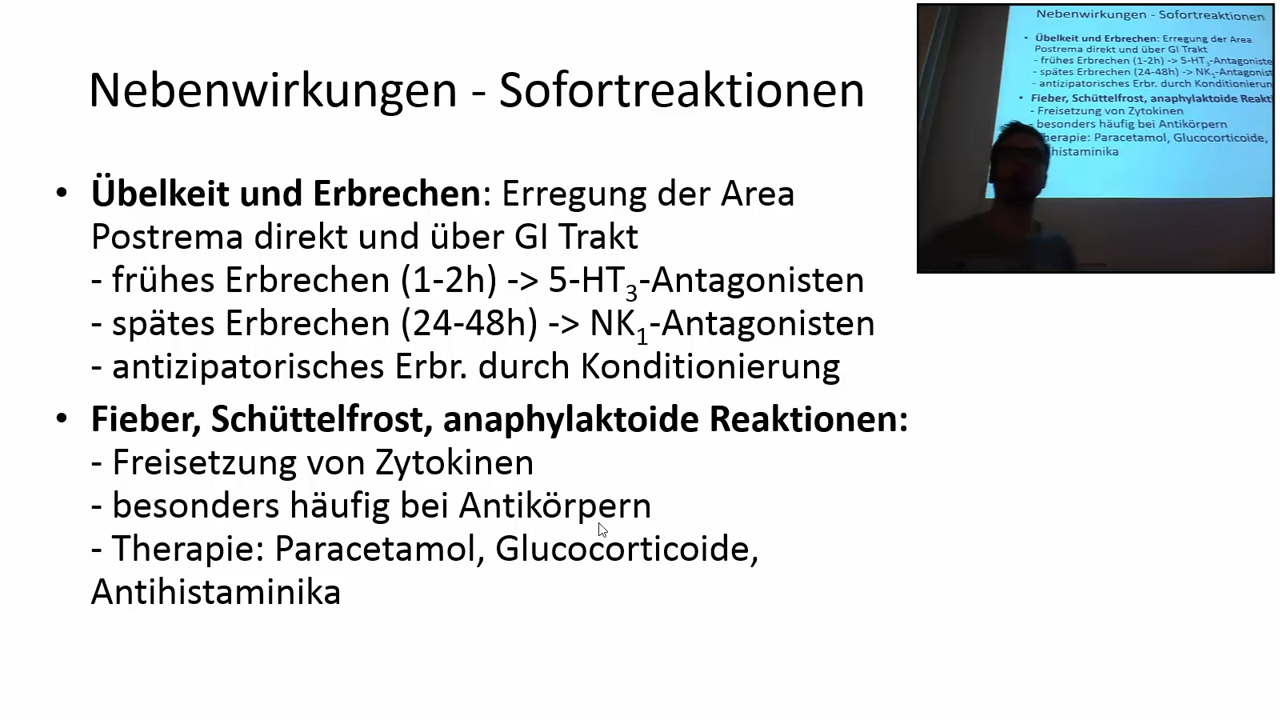 Nebenwirkungen - Sofortreaktionen
• Übelkeit und Erbrechen: Erregung der Area
Postrema direkt und über GI Trakt
- frühes Erbrechen (1-2h) -> 5-HT₃-Antagonisten
- spätes Erbrechen (24-48h) -> NK₁-Antagonisten
- antizipatorisches Erbr. durch Konditionierung
• Fieber, Schüttelfrost, anaphylaktoide Reaktionen:
- Freisetzung von Zytokinen
- besonders häufig bei Antikörpern
- Therapie: Paracetamol, Glucocorticoide,
Antihistaminika
Nebenwirkungen - Sofortreaktionen
• Übelkeit und Erbrechen: Erregung der Area
Postrema direkt und über GI Trakt
- frühes Erbrechen (1-2h) -> 5-HT₃-Antagoniste
- spätes Erbrechen (24-48h) -> NK₁-Antagonist
- antizipatorisches Erbr. durch Konditionierun
• Fieber, Schüttelfrost, anaphylaktoide Reakt
- Freisetzung von Zytokinen
- besonders häufig bei Antikörpern
herapie: Paracetamol, Glucocorticoide,
histaminika